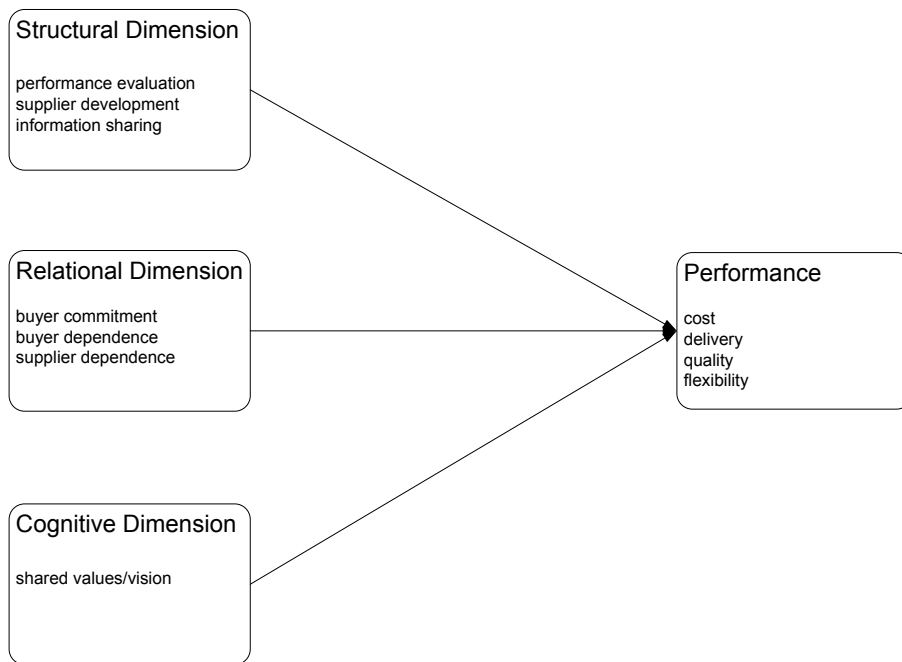 Structural Dimension
performance evaluation
supplier development
information sharing
Relational Dimension
buyer commitment
buyer dependence
supplier dependence
Performance
cost
delivery
quality
flexibility
Cognitive Dimension
shared values/vision